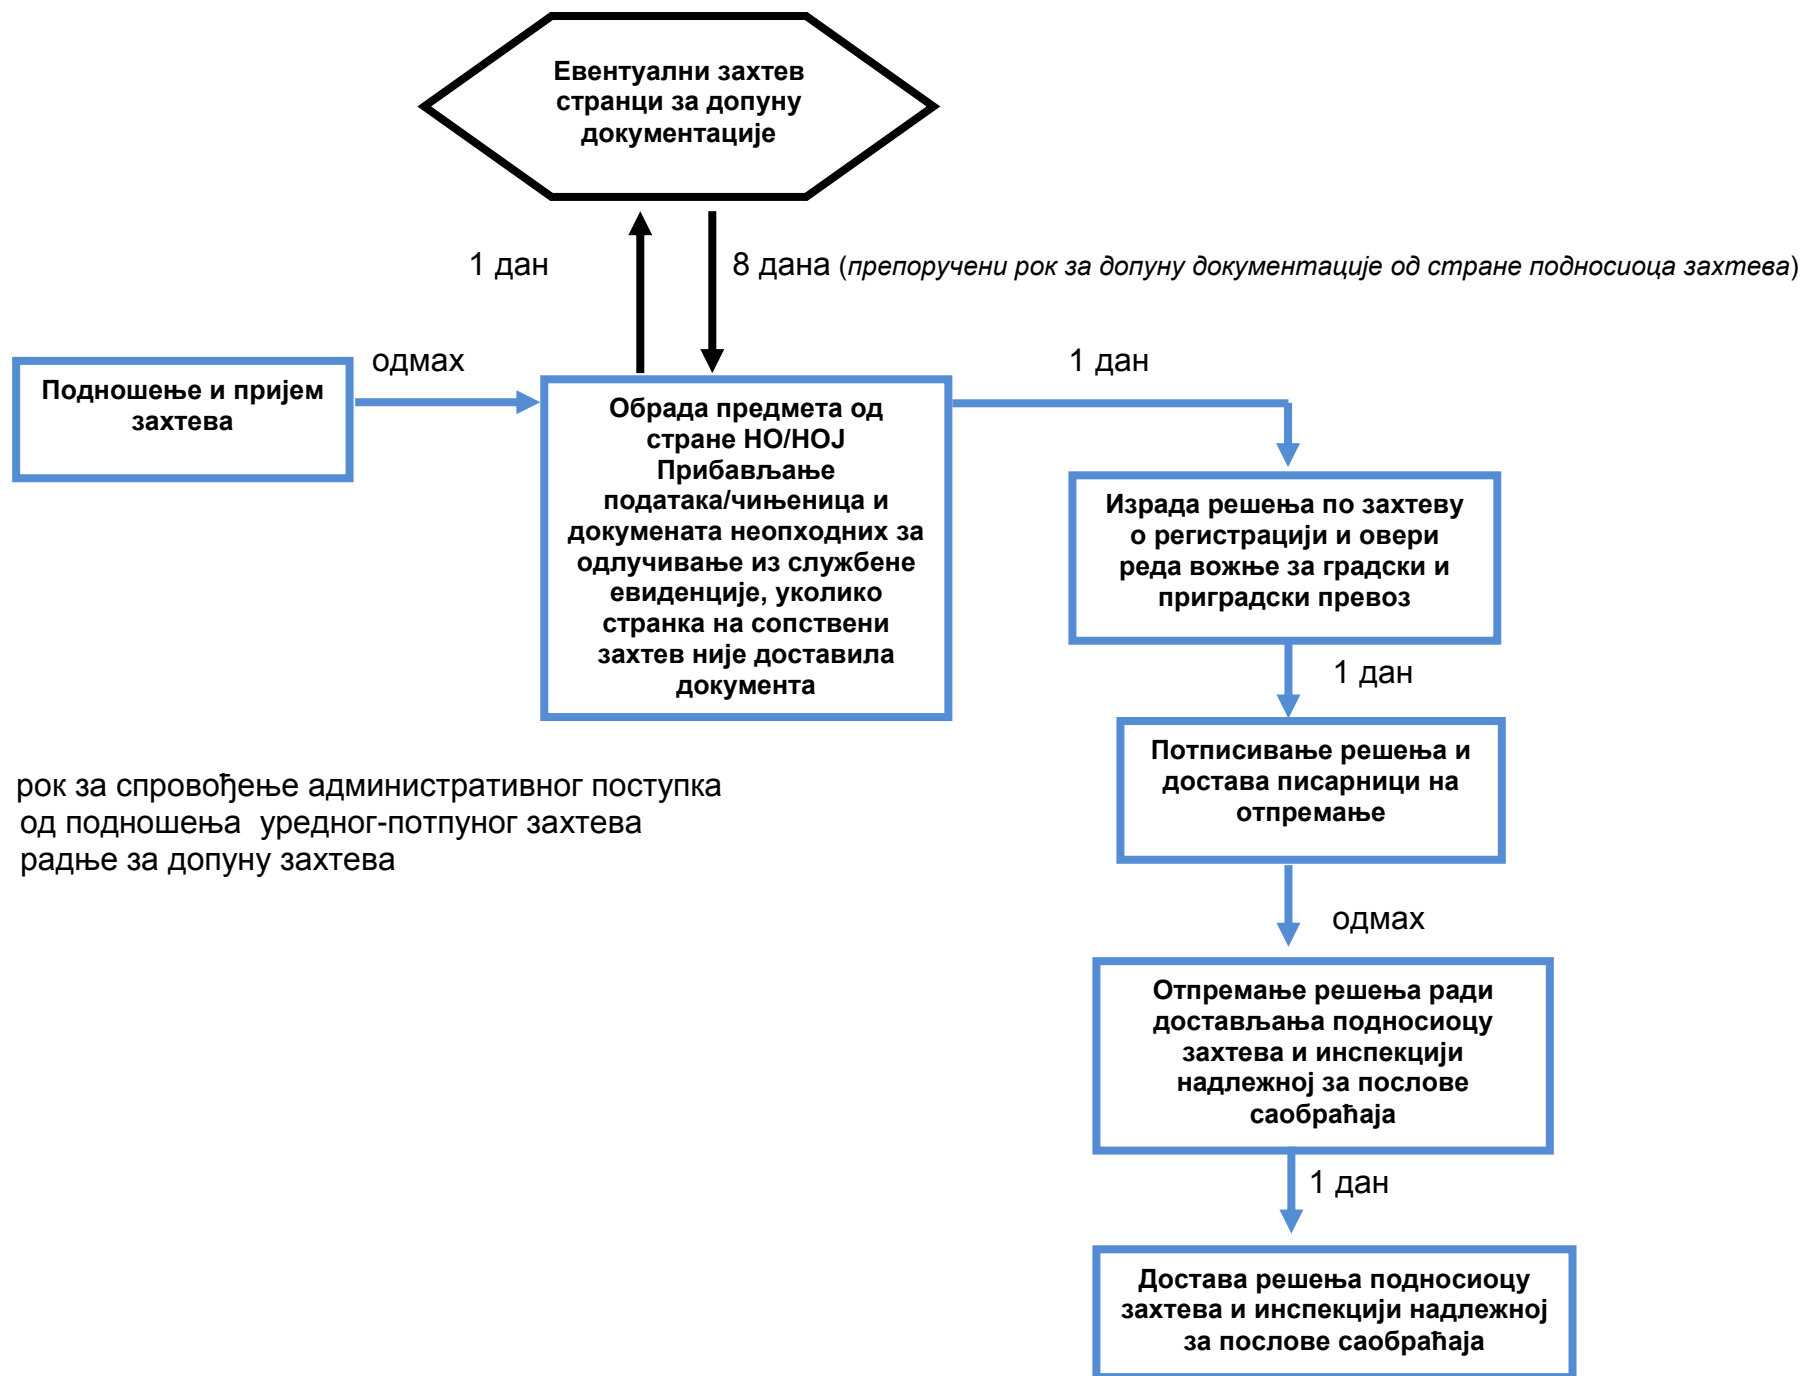 Евентуални захтев
странци за допуну
документације
1 дан
8 дана (препоручени рок за допуну документације од стране подносиоца захтева)
Подношење и пријем
захтева
одмах
Обрада предмета од
стране НО/НОЈ
Прибављање
података/чињеница и
докумената неопходних за
одлучивање из службене
евиденције, уколико
странка на сопствени
захтев није доставила
документа
1 дан
Израда решења по захтеву
о регистрацији и овери
реда вожње за градски и
приградски превоз
1 дан
Потписивање решења и
достава писарници на
отпремање
рок за спровођење административног поступка
од подношења уредног-потпуног захтева
радње за допуну захтева
одмах
Отпремање решења ради
достављања подносиоцу
захтева и инспекцији
надлежној за послове
саобраћаја
1 дан
Достава решења подносиоцу
захтева и инспекцији надлежној
за послове саобраћаја